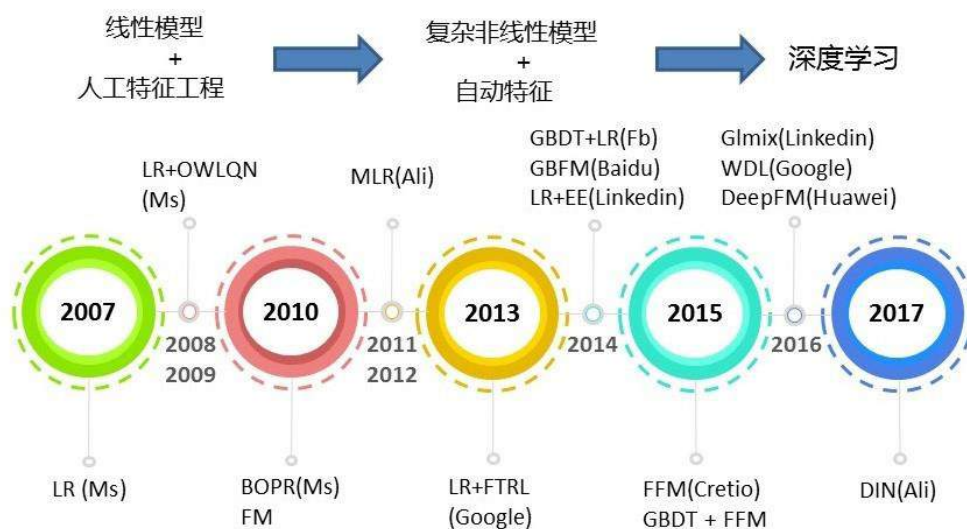 线性模型
+
人工特征工程
复杂非线性模型
+
自动特征
深度学习
LR+OWLQN
(Ms)
MLR(Ali)
GBDT+LR(Fb)
GBFM(Baidu)
LR+EE(Linkedin)
Glmix(Linkedin)
WDL(Google)
DeepFM(Huawei)
2007
2008
2009
2010
2011
2012
2013
2014
2015
2016
2017
LR (Ms)
BOPR(Ms)
FM
LR+FTRL
(Google)
FFM(Cretio)
GBDT + FFM
DIN(Ali)